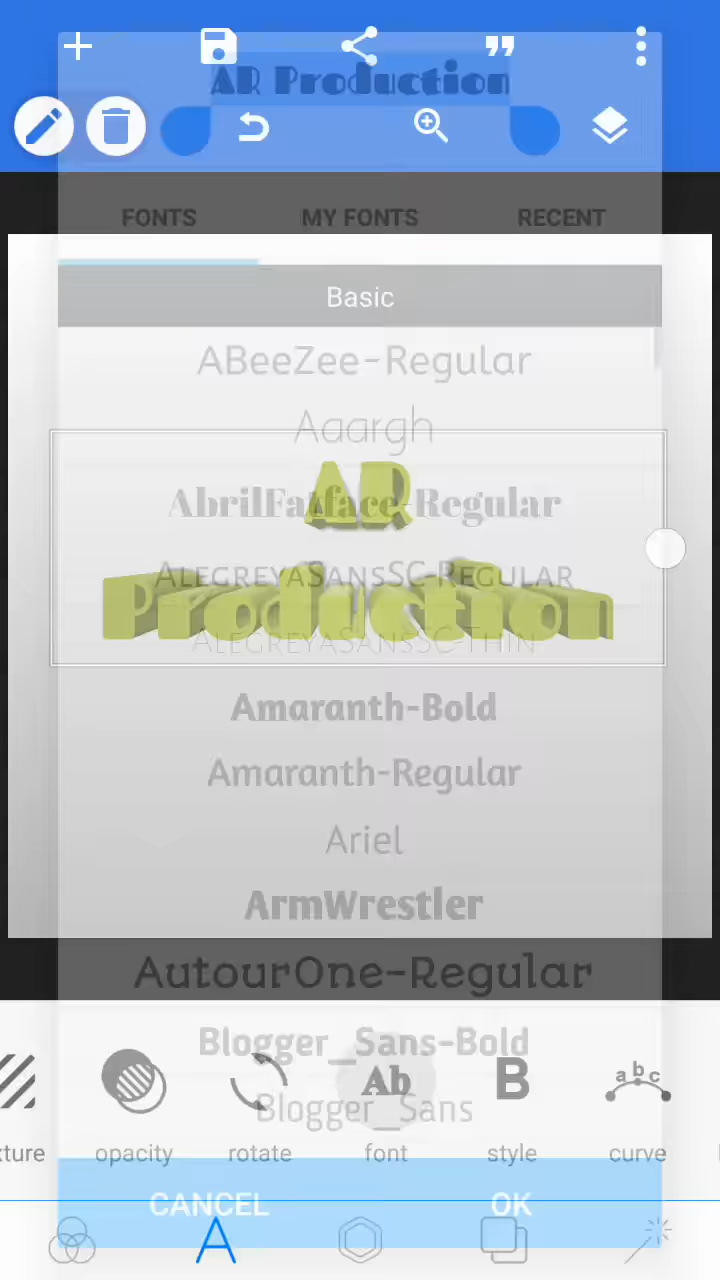 AR Production
FONTS MY FONTS RECENT
Basic
ABeeZee-Regular
Aaargh
AR
AbrilFatface-Regular
AlegreyaSansSC-Regular
Production
AlegreyaSansSC-Thin
Amaranth-Bold
Amaranth-Regular
Ariel
ArmWrestler
AutourOne-Regular
Blogger_Sans-Bold
Ab B abc
Blogger_Sans
xture opacity rotate font style curve
CANCEL OK